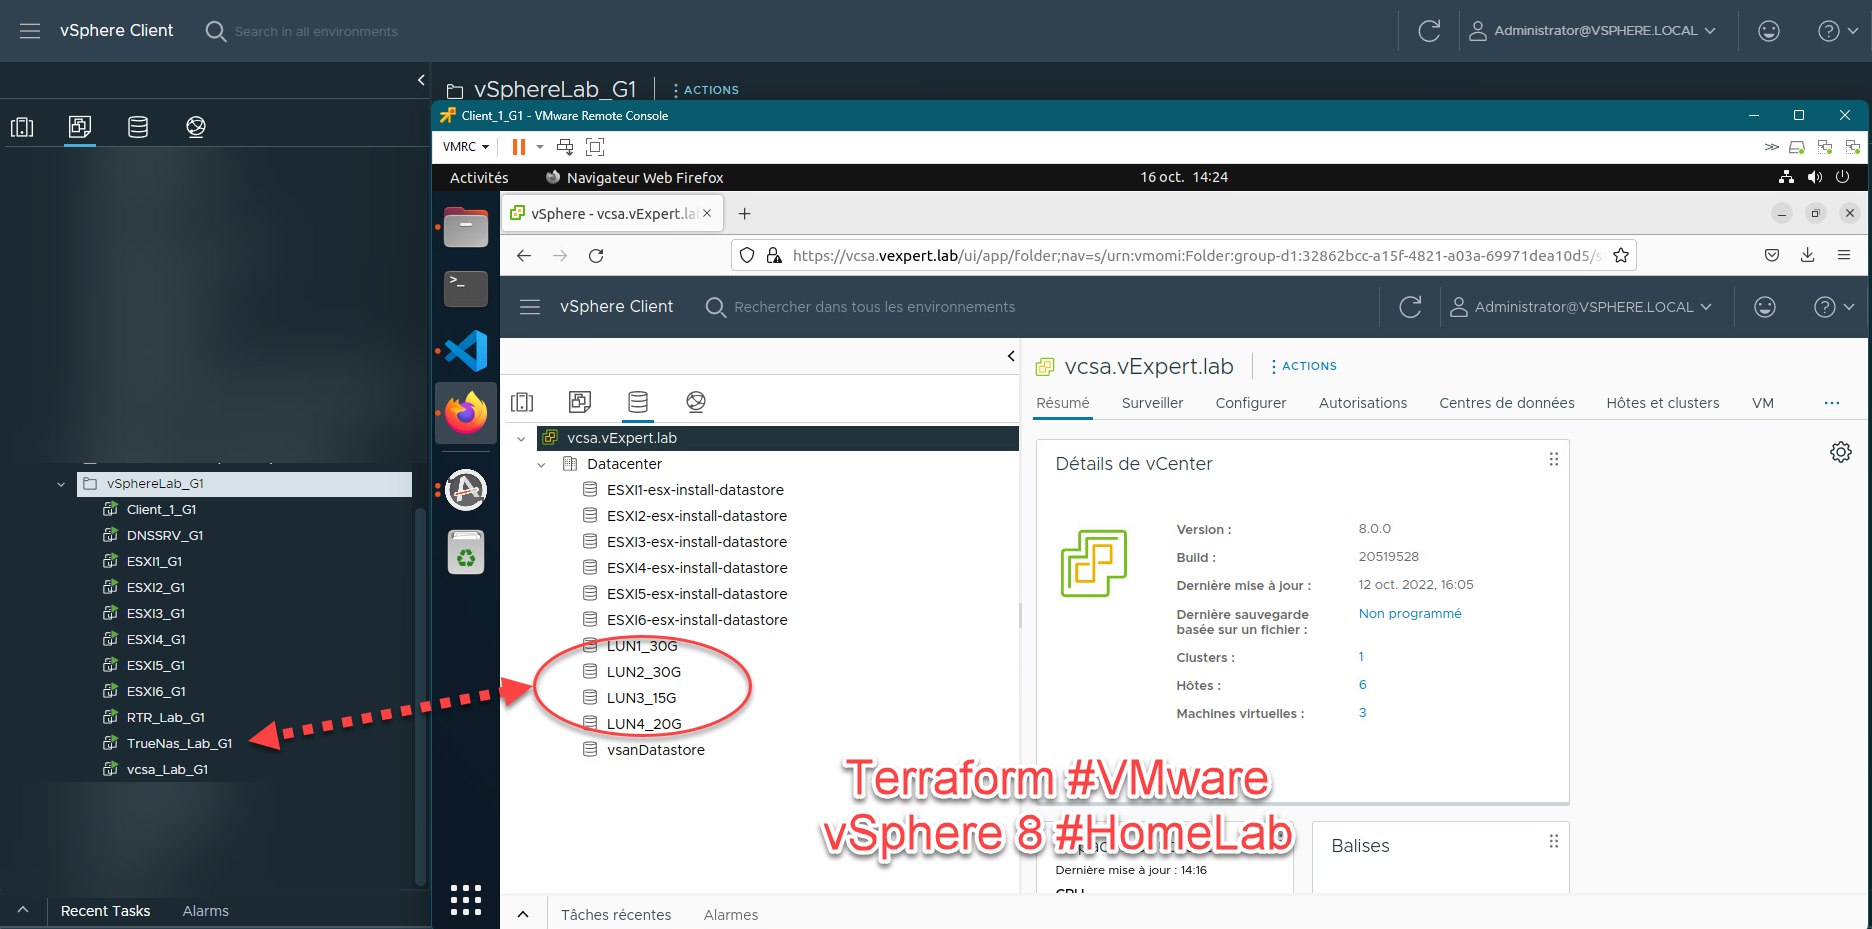 vSphere Client
Search in all environments
Administrator@VSPHERE.LOCAL
vSphereLab_G1
ACTIONS
Client_1_G1 - VMware Remote Console
VMRC
Activités
Navigateur Web Firefox
16 oct. 14:24
vSphere - vcsa.vExpert.la
https://vcsa.vexpert.lab/ui/app/folder;nav=s/urn:vmomi:Folder:group-d1:32862bcc-a15f-4821-a03a-69971dea10d5/s
vSphere Client
Rechercher dans tous les environnements
Administrator@VSPHERE.LOCAL
vSphereLab_G1
Client_1_G1
DNSSRV_G1
ESXI1_G1
ESXI2_G1
ESXI3_G1
ESXI4_G1
ESXI5_G1
ESXI6_G1
RTR_Lab_G1
TrueNas_Lab_G1
vcsa_Lab_G1
Recent Tasks
Alarms
vcsa.vExpert.lab
Datacenter
ESXI1-esx-install-datastore
ESXI2-esx-install-datastore
ESXI3-esx-install-datastore
ESXI4-esx-install-datastore
ESXI5-esx-install-datastore
ESXI6-esx-install-datastore
LUN1_30G
LUN2_30G
LUN3_15G
LUN4_20G
vsanDatastore
vcsa.vExpert.lab
ACTIONS
Résumé
Surveiller
Configurer
Autorisations
Centres de données
Hôtes et clusters
VM
Détails de vCenter
Version : 8.0.0
Build : 20519528
Dernière mise à jour : 12 oct. 2022, 16:05
Dernière sauvegarde Non programmé
basée sur un fichier :
Clusters : 1
Hôtes : 6
Machines virtuelles : 3
Terraform #VMware
vSphere 8 #HomeLab
Dernière mise à jour : 14:16
CPU
Balises
Tâches récentes
Alarmes